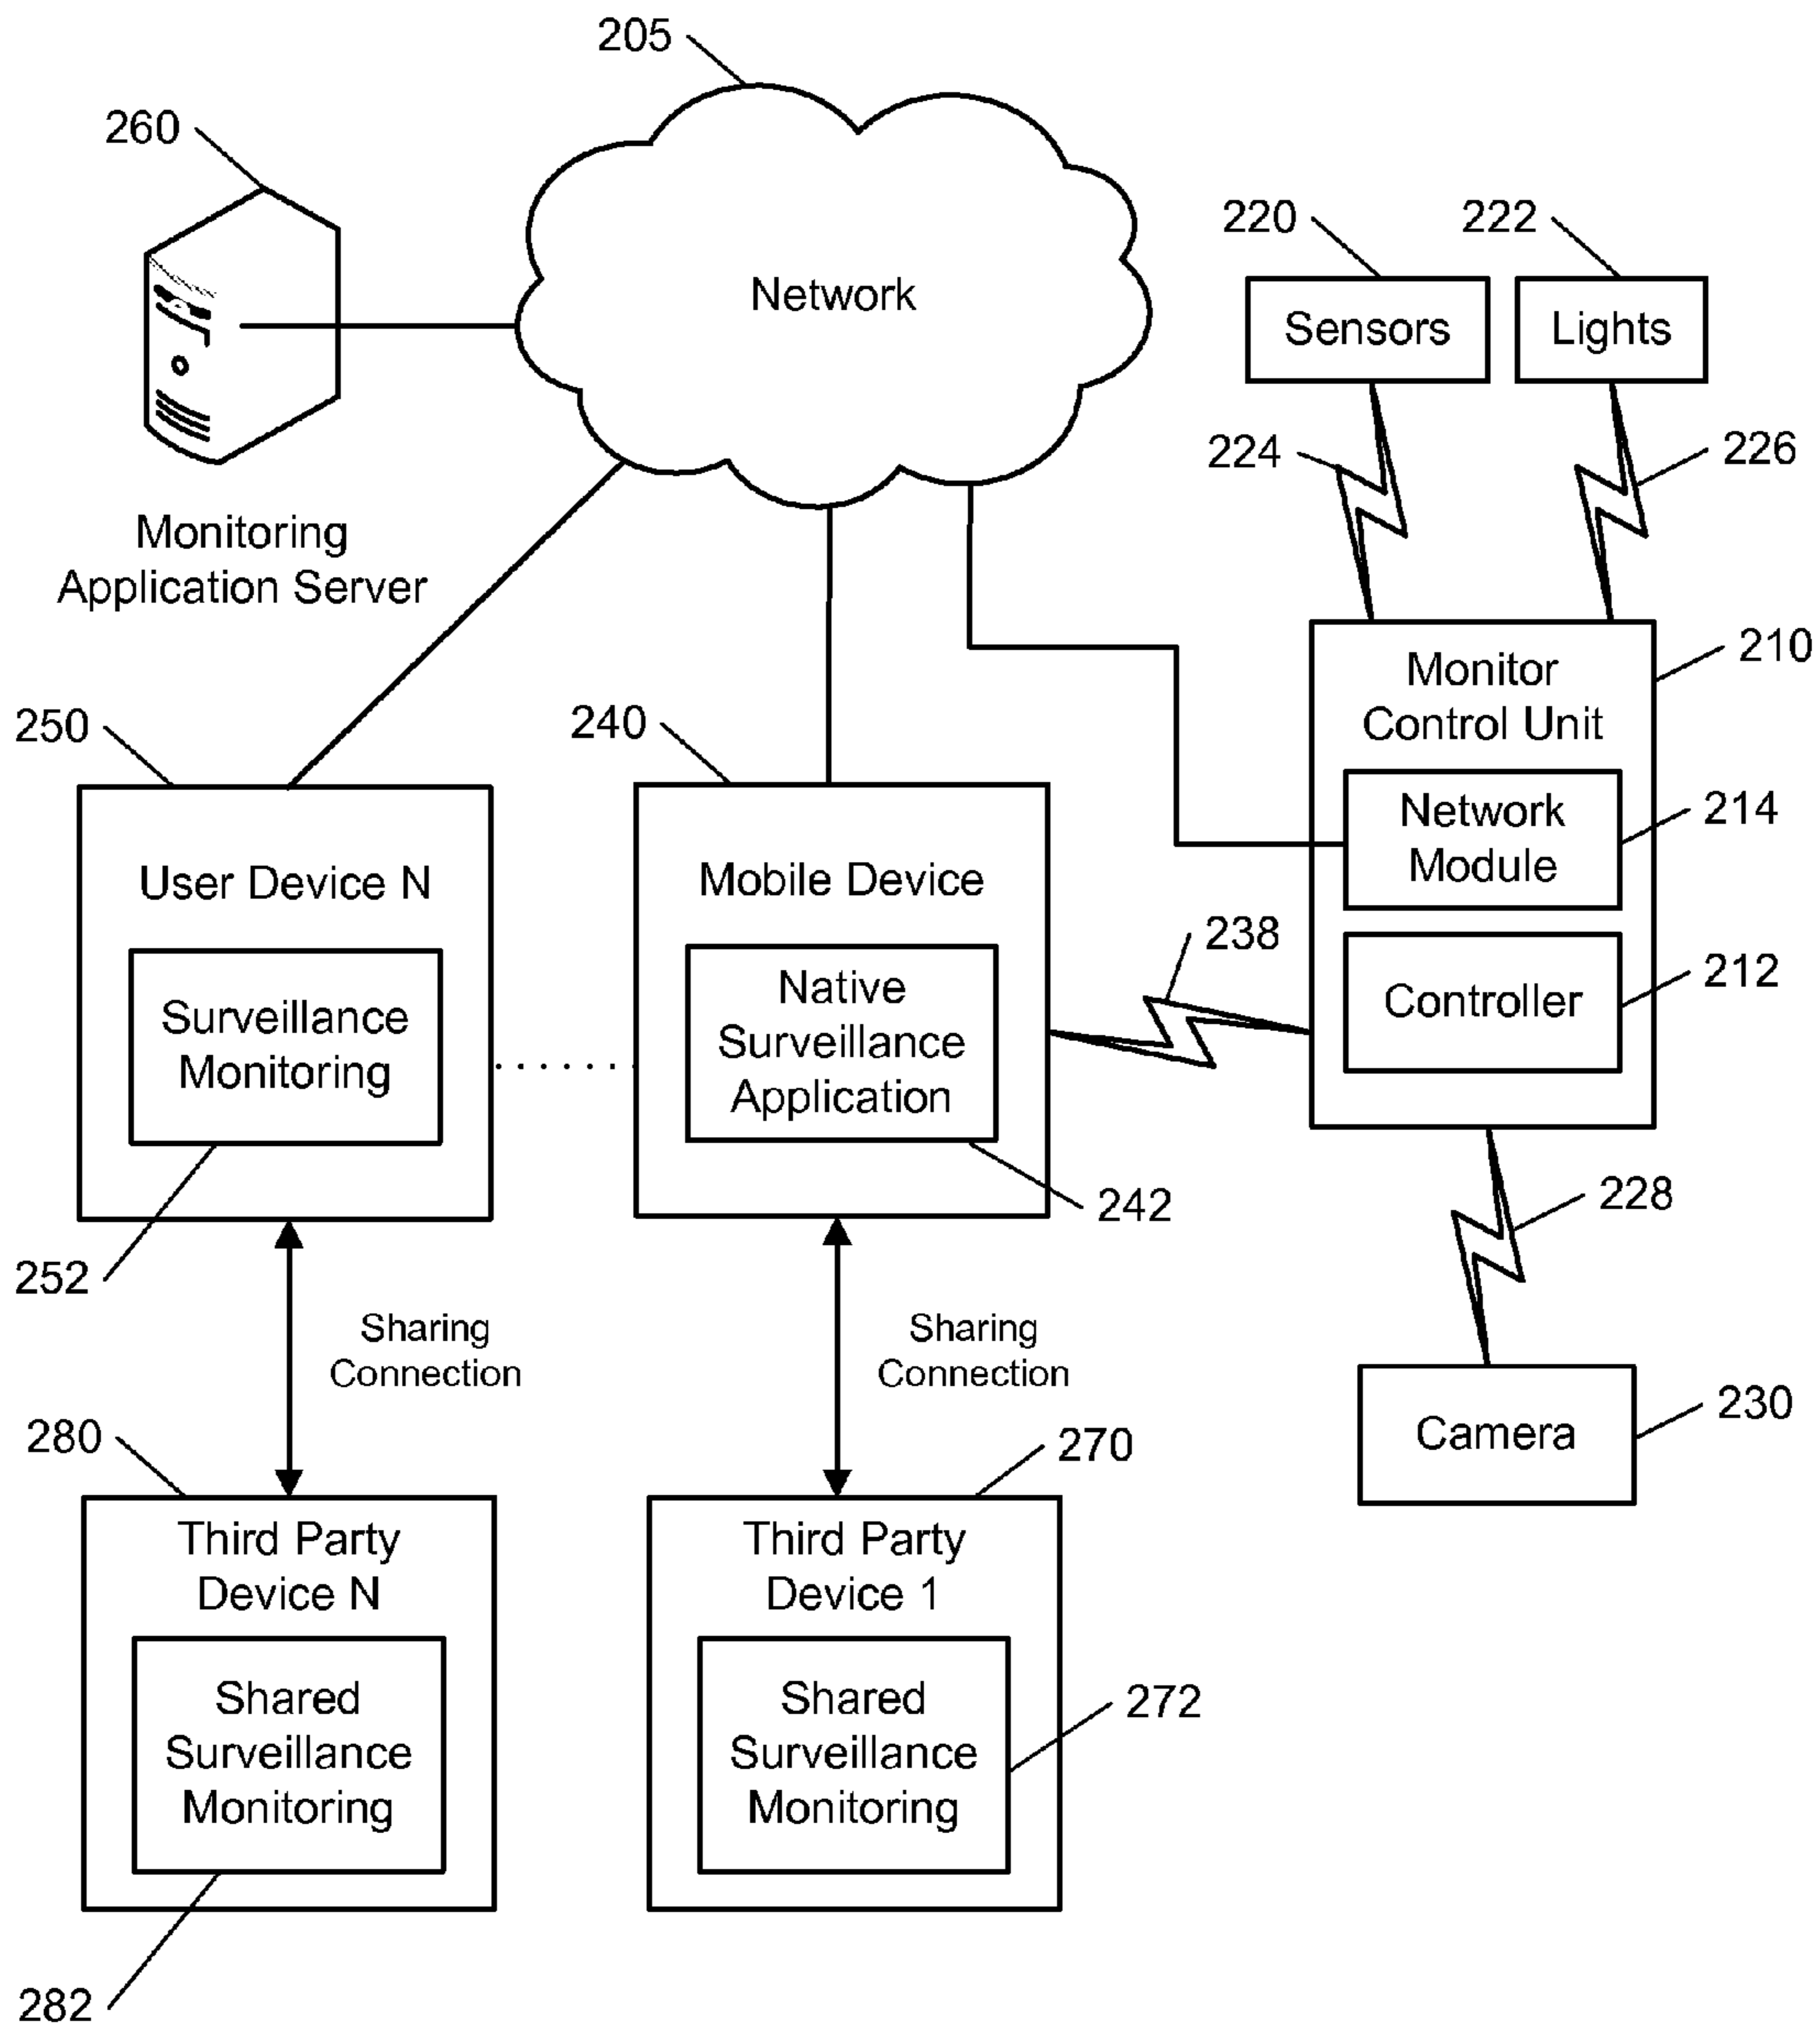 205
260
Network
220
222
Sensors
Lights
224
226
Monitoring
Application Server
210
Monitor
Control Unit
250
240
214
Network
Module
User Device N
Mobile Device
238
212
Controller
Surveillance
Monitoring
Native
Surveillance
Application
242
228
252
Sharing
Connection
Sharing
Connection
230
Camera
280
270
Third Party
Device N
Third Party
Device 1
Shared
Surveillance
Monitoring
Shared
Surveillance
Monitoring
272
282